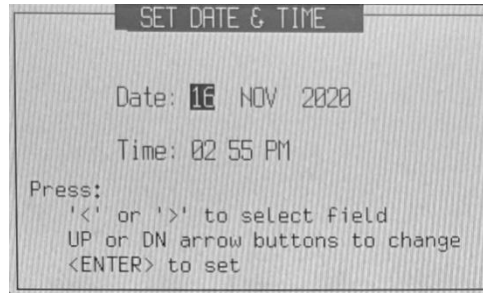 SET DATE & TIME
Date: 16 NOV 2020
Time: 02 55 PM
Press:
'<' or '>' to select field
UP or DN arrow buttons to change
<ENTER> to set